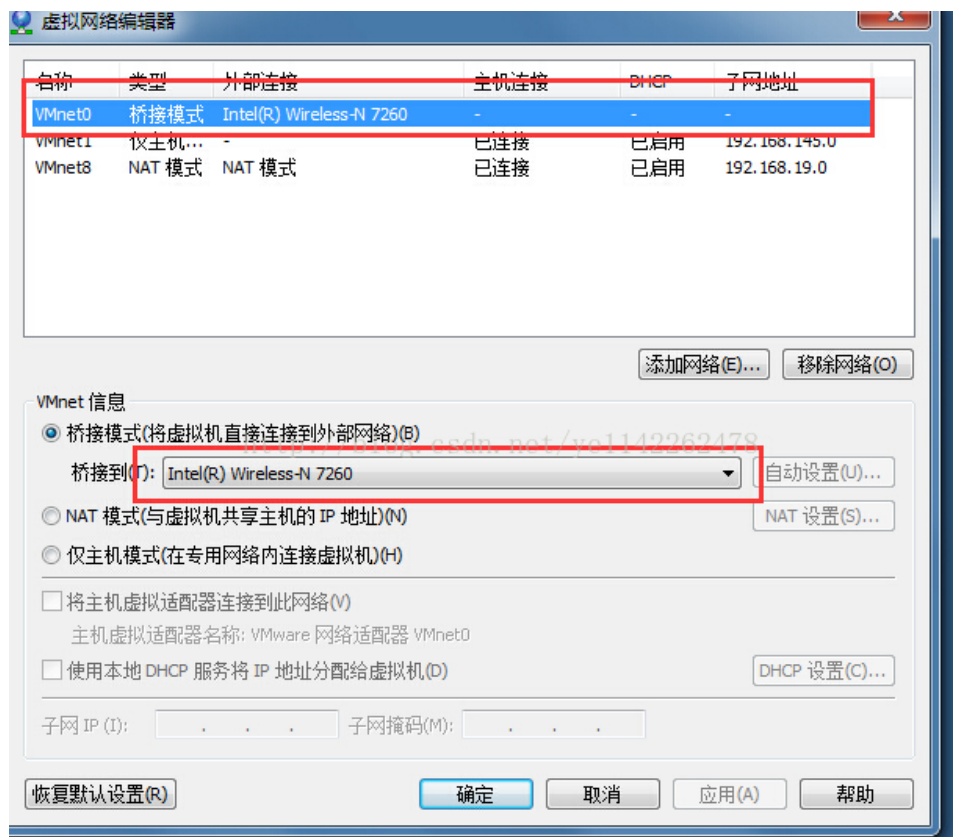 虚拟网络编辑器
名称 类型 外部连接 主机连接 DHCP 子网地址
VMnet0 桥接模式 Intel(R) Wireless-N 7260 - - -
VMnet1 仅主机... - 已连接 已启用 192.168.145.0
VMnet8 NAT 模式 NAT 模式 已连接 已启用 192.168.19.0
添加网络(E)... 移除网络(O)
VMnet 信息
桥接模式(将虚拟机直接连接到外部网络)(B)
http://blog.csdn.net/ye1142262478
桥接到(T): Intel(R) Wireless-N 7260 自动设置(U)...
NAT 模式(与虚拟机共享主机的 IP 地址)(N) NAT 设置(S)...
仅主机模式(在专用网络内连接虚拟机)(H)
将主机虚拟适配器连接到此网络(V)
主机虚拟适配器名称: VMware 网络适配器 VMnet0
使用本地 DHCP 服务将 IP 地址分配给虚拟机(D) DHCP 设置(C)...
子网 IP (I): . . . 子网掩码(M): . . .
恢复默认设置(R) 确定 取消 应用(A) 帮助